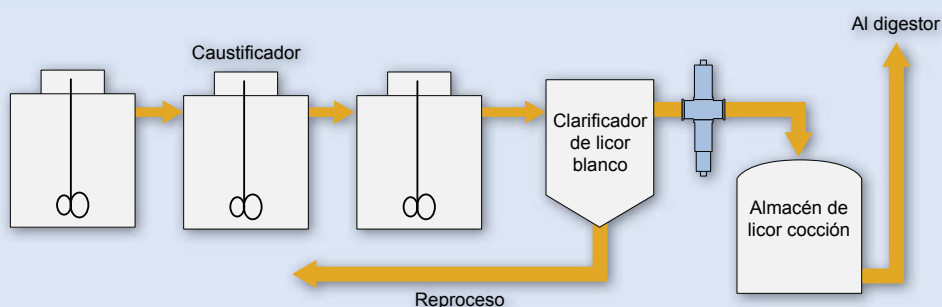 Al digestor
Caustificador
Clarificador
de licor
blanco
Almacén de
licor cocción
Reproceso